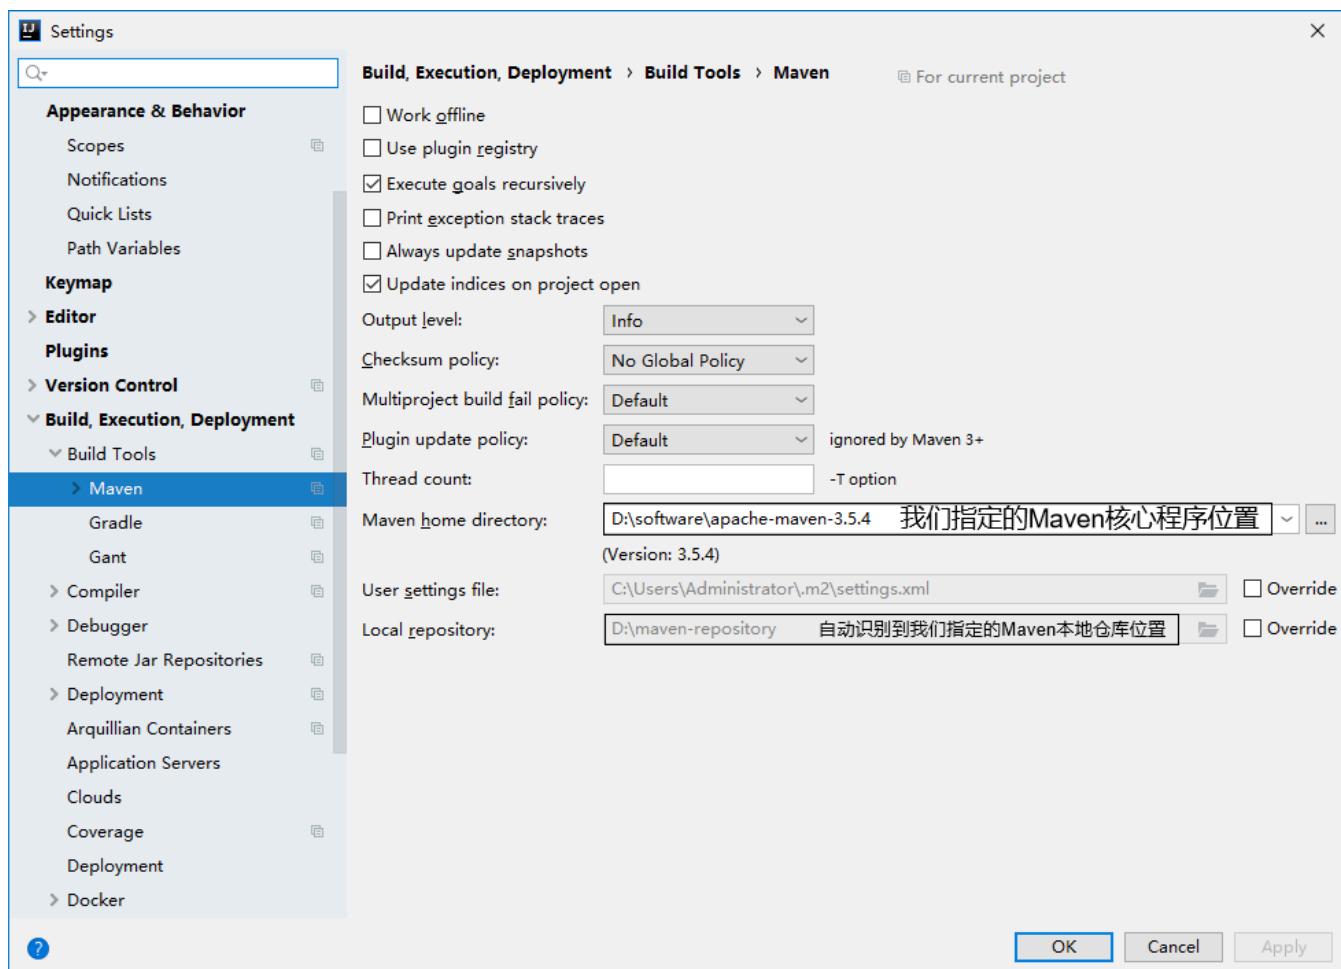 Settings
Appearance & Behavior
Scopes
Notifications
Quick Lists
Path Variables
Keymap
Editor
Plugins
Version Control
Build, Execution, Deployment
Build Tools
Maven
Gradle
Gant
Compiler
Debugger
Remote Jar Repositories
Deployment
Arquillian Containers
Application Servers
Clouds
Coverage
Deployment
Docker
Build, Execution, Deployment › Build Tools › Maven For current project
Work offline
Use plugin registry
Execute goals recursively
Print exception stack traces
Always update snapshots
Update indices on project open
Output level: Info
Checksum policy: No Global Policy
Multiproject build fail policy: Default
Plugin update policy: Default ignored by Maven 3+
Thread count: -T option
Maven home directory: D:\software\apache-maven-3.5.4 我们指定的Maven核心程序位置 ...
(Version: 3.5.4)
User settings file: C:\Users\Administrator\.m2\settings.xml Override
Local repository: D:\maven-repository 自动识别到我们指定的Maven本地仓库位置 Override
? OK Cancel Apply